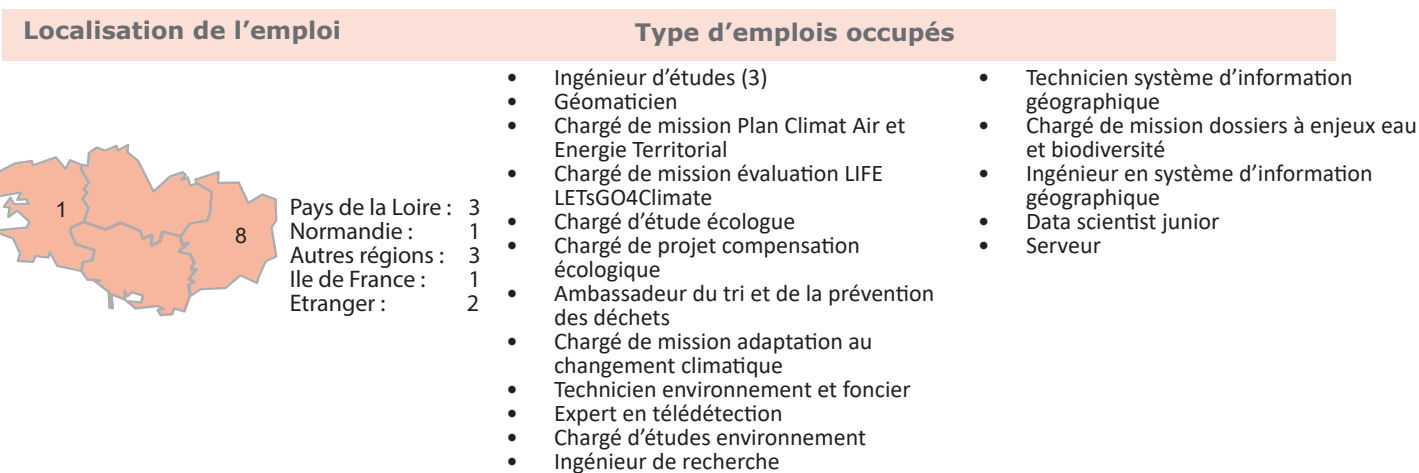 Localisation de l’emploi
Type d’emplois occupés
1
8
Pays de la Loire : 3
Normandie : 1
Autres régions : 3
Ile de France : 1
Etranger : 2
• Ingénieur d’études (3)
• Géomaticien
• Chargé de mission Plan Climat Air et
Energie Territorial
• Chargé de mission évaluation LIFE
LETsGO4Climate
• Chargé d’étude écologue
• Chargé de projet compensation
écologique
• Ambassadeur du tri et de la prévention
des déchets
• Chargé de mission adaptation au
changement climatique
• Technicien environnement et foncier
• Expert en télédétection
• Chargé d’études environnement
• Ingénieur de recherche
• Technicien système d’information
géographique
• Chargé de mission dossiers à enjeux eau
et biodiversité
• Ingénieur en système d’information
géographique
• Data scientist junior
• Serveur